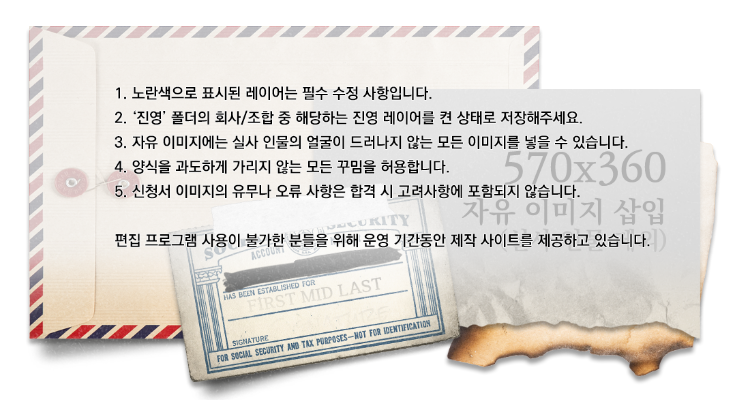 1. 노란색으로 표시된 레이어는 필수 수정 사항입니다.
2. ‘진영’ 폴더의 회사/조합 중 해당하는 진영 레이어를 켠 상태로 저장해주세요.
3. 자유 이미지에는 실사 인물의 얼굴이 드러나지 않는 모든 이미지를 넣을 수 있습니다.
4. 양식을 과도하게 가리지 않는 모든 꾸밈을 허용합니다.
570x360
5. 신청서 이미지의 유무나 오류 사항은 합격 시 고려사항에 포함되지 않습니다.
자유 이미지 삽입
SECURITY
편집 프로그램 사용이 불가한 분들을 위해 운영 기간동안 제작 사이트를 제공하고 있습니다.
ACCOUNT
HAS BEEN ESTABLISHED FOR
FIRST MID LAST
SIGNATURE
FOR SOCIAL SECURITY AND TAX PURPOSES—NOT FOR IDENTIFICATION